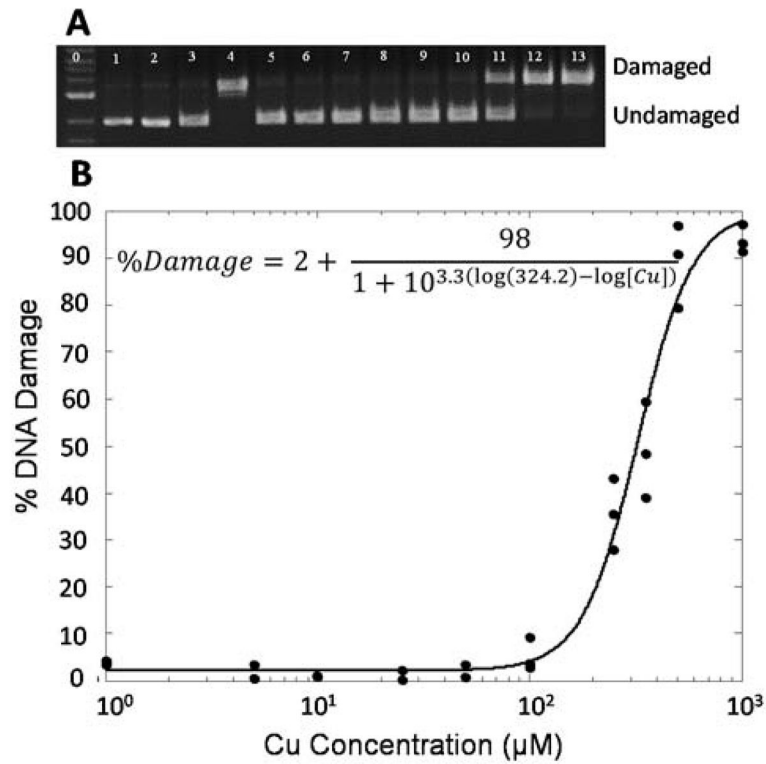 A
0 1 2 3 4 5 6 7 8 9 10 11 12 13
Damaged
Undamaged
B
100
90
80
70
60
50
40
30
20
10
0
% DNA Damage
%Damage = 2 + 98 / 1 + 10^3.3(log(324.2)−log[Cu])
10^0 10^1 10^2 10^3
Cu Concentration (µM)